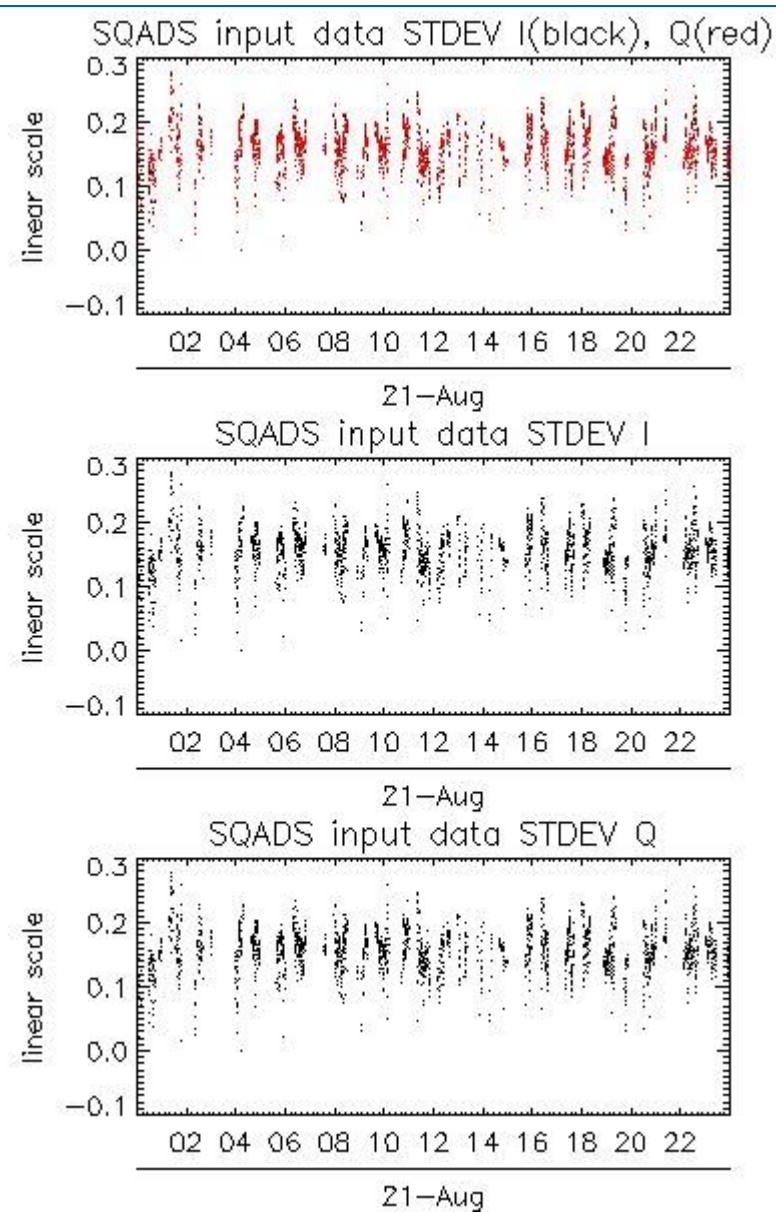 SQADS input data STDEV I(black), Q(red)
linear scale
0.3
0.2
0.1
0.0
−0.1
02 04 06 08 10 12 14 16 18 20 22
21−Aug
SQADS input data STDEV I
linear scale
0.3
0.2
0.1
0.0
−0.1
02 04 06 08 10 12 14 16 18 20 22
21−Aug
SQADS input data STDEV Q
linear scale
0.3
0.2
0.1
0.0
−0.1
02 04 06 08 10 12 14 16 18 20 22
21−Aug